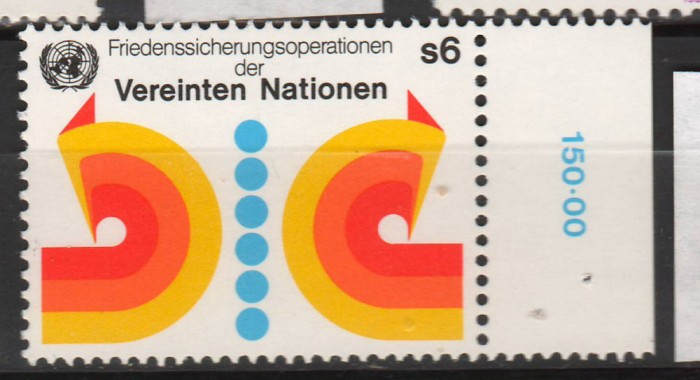 Friedenssicherungsoperationen
der
Vereinten Nationen
s6
150·00